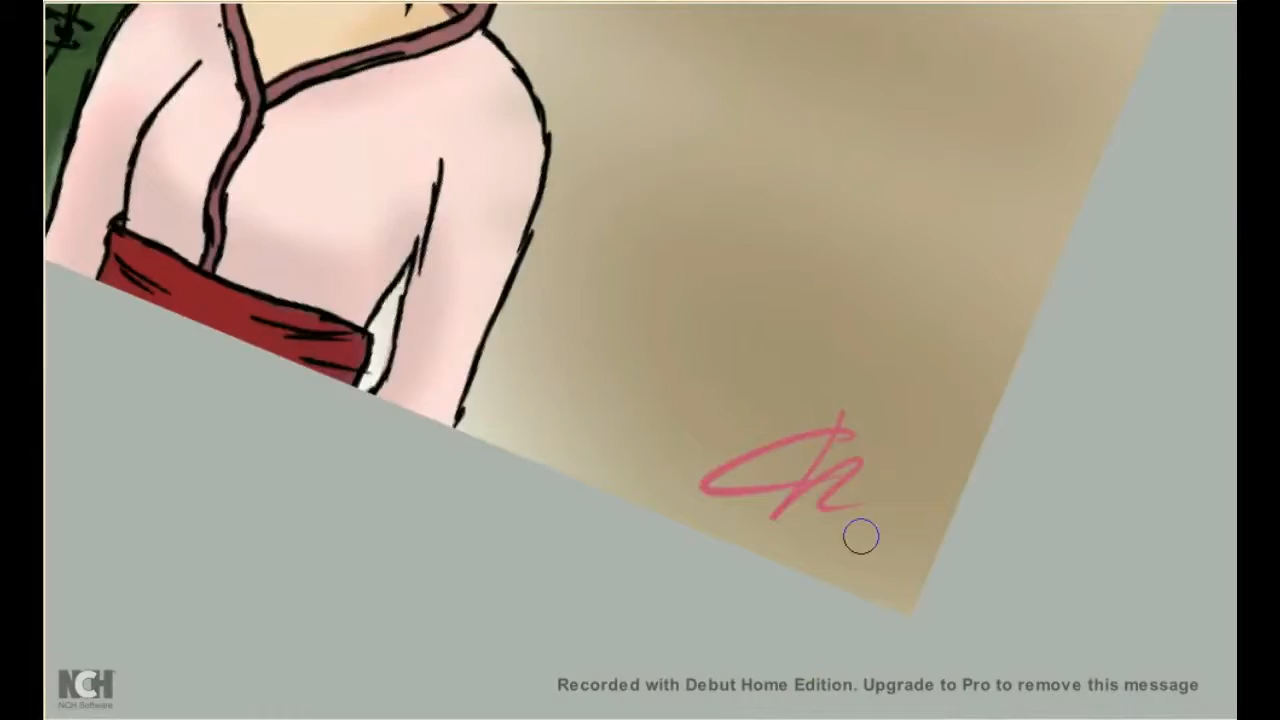 Ch
NCH
NCH Software
Recorded with Debut Home Edition. Upgrade to Pro to remove this message